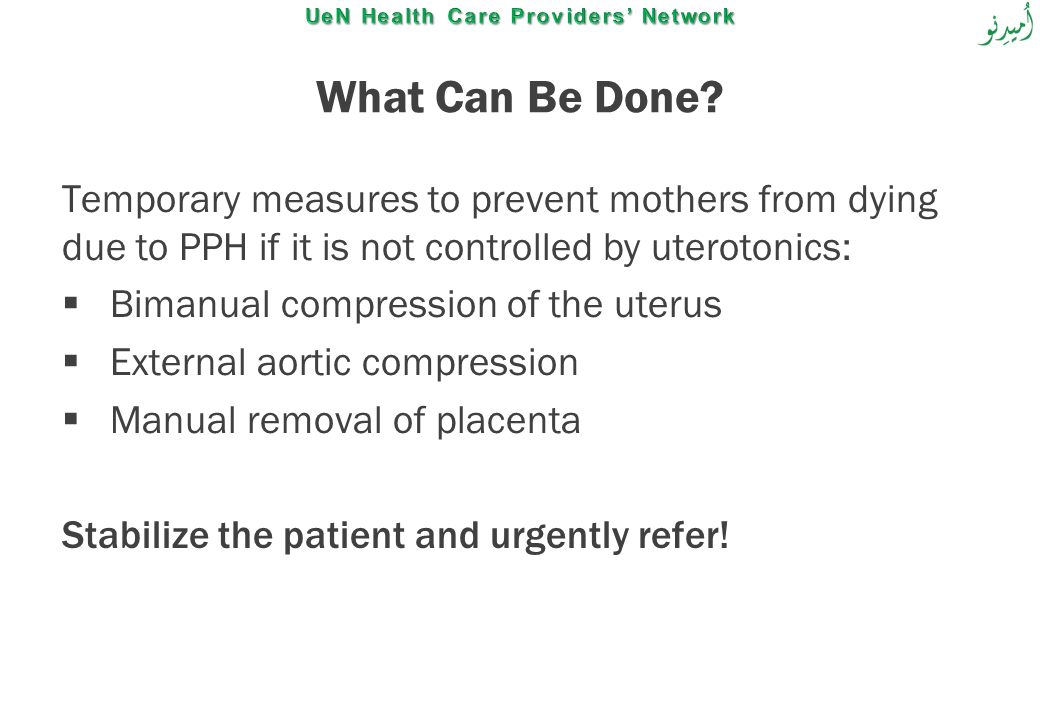 UeN Health Care Providers’ Network
اُميدِنو
What Can Be Done?
Temporary measures to prevent mothers from dying
due to PPH if it is not controlled by uterotonics:
▪ Bimanual compression of the uterus
▪ External aortic compression
▪ Manual removal of placenta
Stabilize the patient and urgently refer!